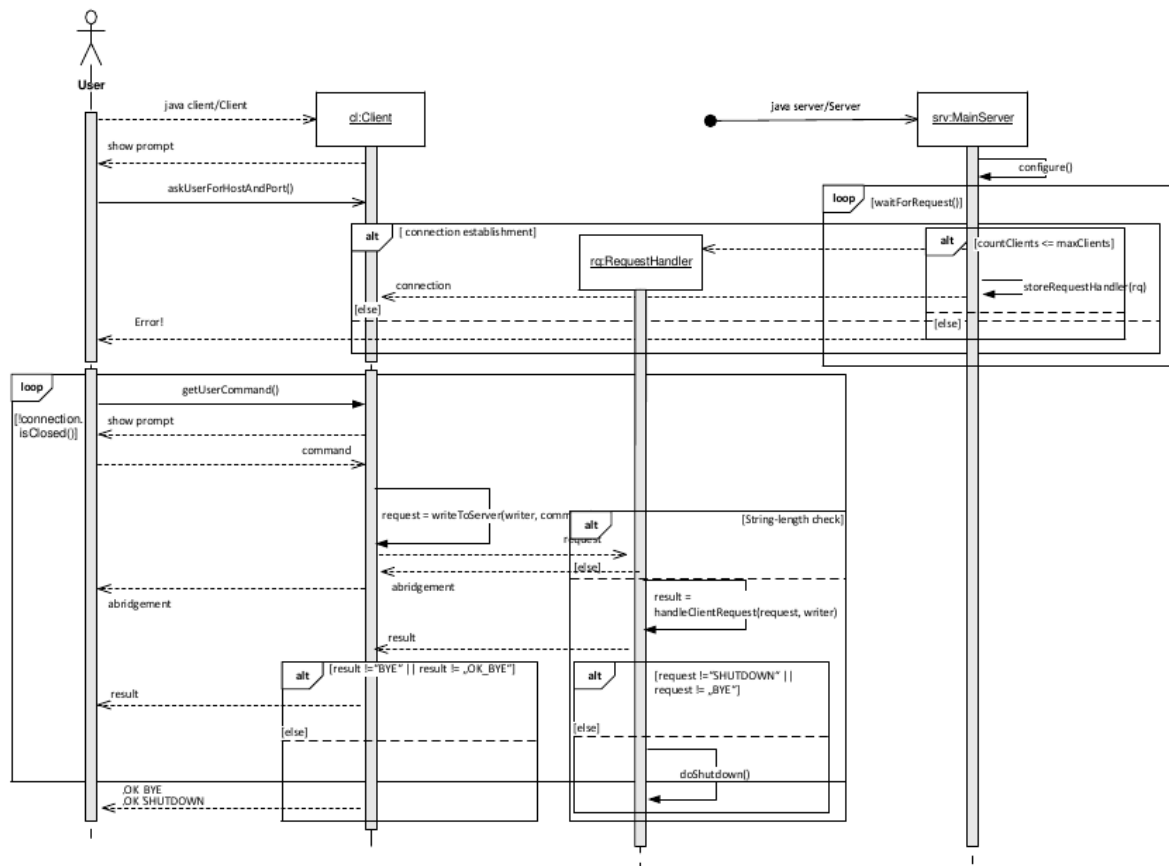 User
java client/Client
cl:Client
java server/Server
srv:MainServer
show prompt
configure()
askUserForHostAndPort()
loop
[waitForRequest()]
alt
[ connection establishment]
rq:RequestHandler
alt
[countClients <= maxClients]
connection
storeRequestHandler(rq)
[else]
Error!
[else]
loop
getUserCommand()
[!connection.
isClosed()]
show prompt
command
request = writeToServer(writer, comm
alt
[String-length check]
request
[else]
abridgement
abridgement
result =
handleClientRequest(request, writer)
result
alt
[result !="BYE" || result != „OK_BYE"]
alt
[request !="SHUTDOWN" ||
request != „BYE"]
result
[else]
[else]
doShutdown()
OK BYE
OK SHUTDOWN